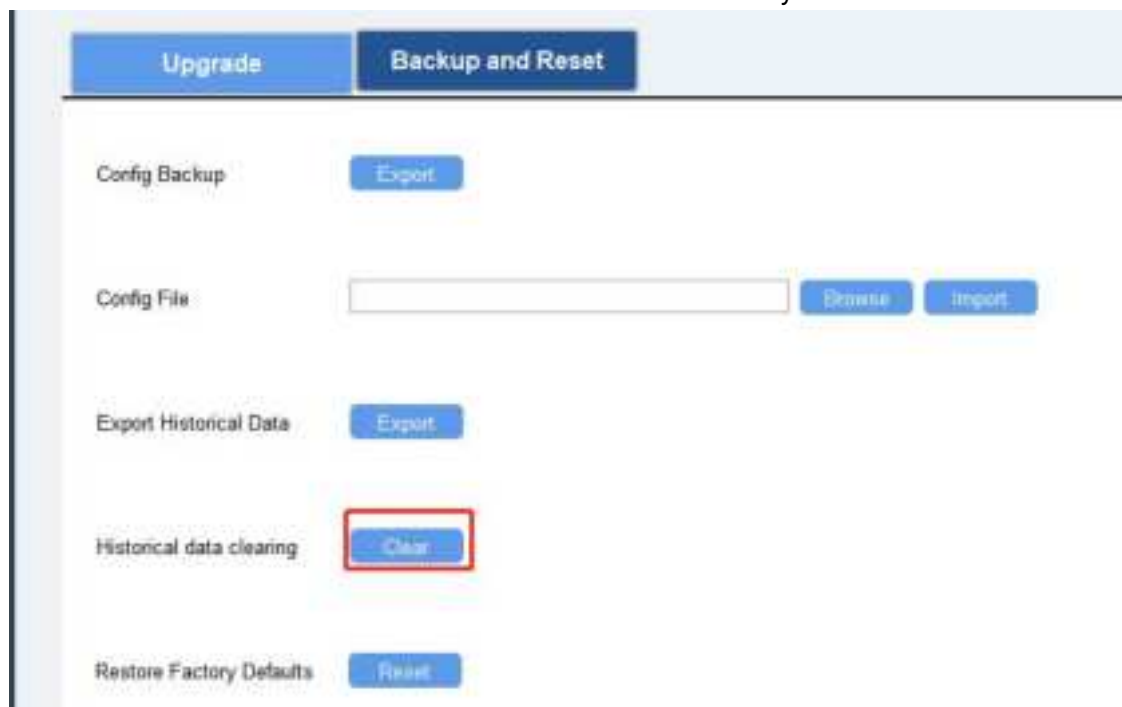 Upgrade Backup and Reset
Config Backup Export
Config File Browse Import
Export Historical Data Export
Historical data clearing Clear
Restore Factory Defaults Reset